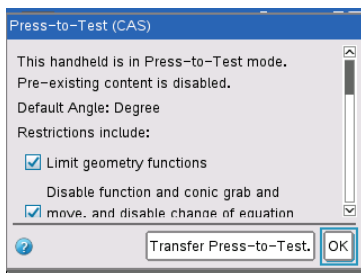 Press-to-Test (CAS)
This handheld is in Press-to-Test mode.
Pre-existing content is disabled.
Default Angle: Degree
Restrictions include:
Limit geometry functions
Disable function and conic grab and
move, and disable change of equation
?
Transfer Press-to-Test.
OK